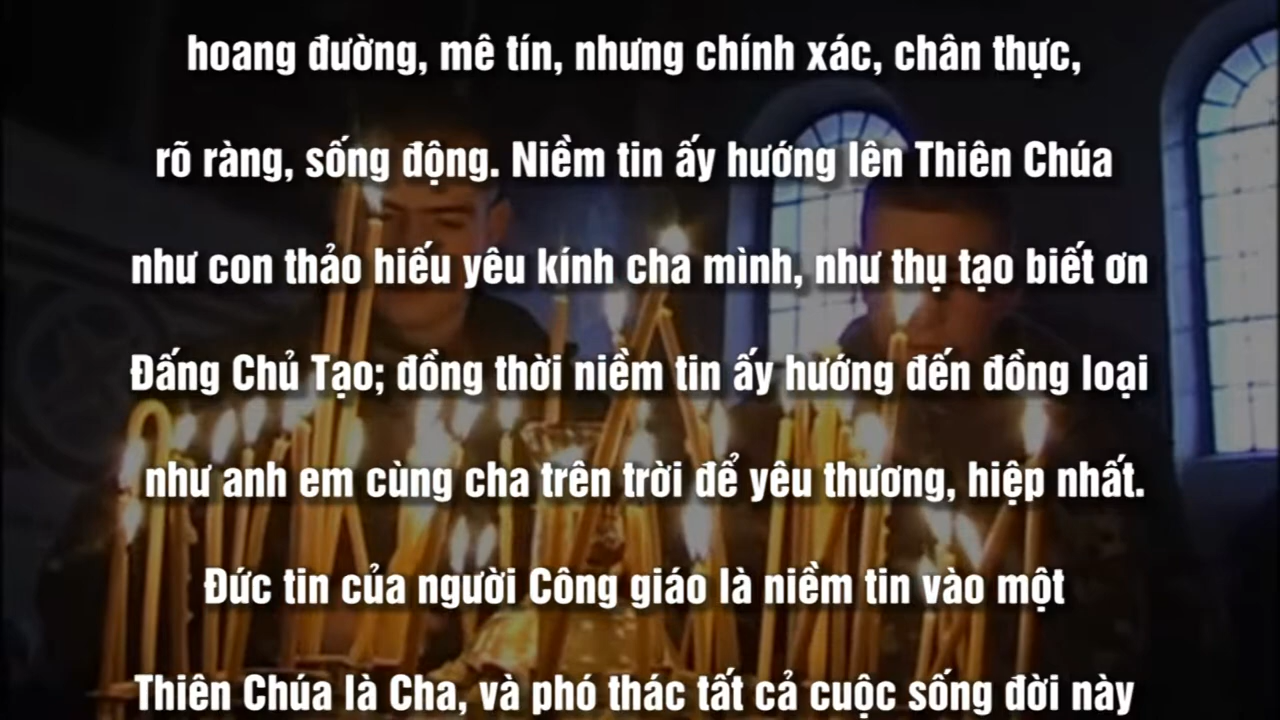 hoang đường, mê tín, nhưng chính xác, chân thực,
rõ ràng, sống động. Niềm tin ấy hướng lên Thiên Chúa
như con thảo hiếu yêu kính cha mình, như thụ tạo biết ơn
Đấng Chủ Tạo; đồng thời niềm tin ấy hướng đến đồng loại
như anh em cùng cha trên trời để yêu thương, hiệp nhất.
Đức tin của người Công giáo là niềm tin vào một
Thiên Chúa là Cha, và phó thác tất cả cuộc sống đời này